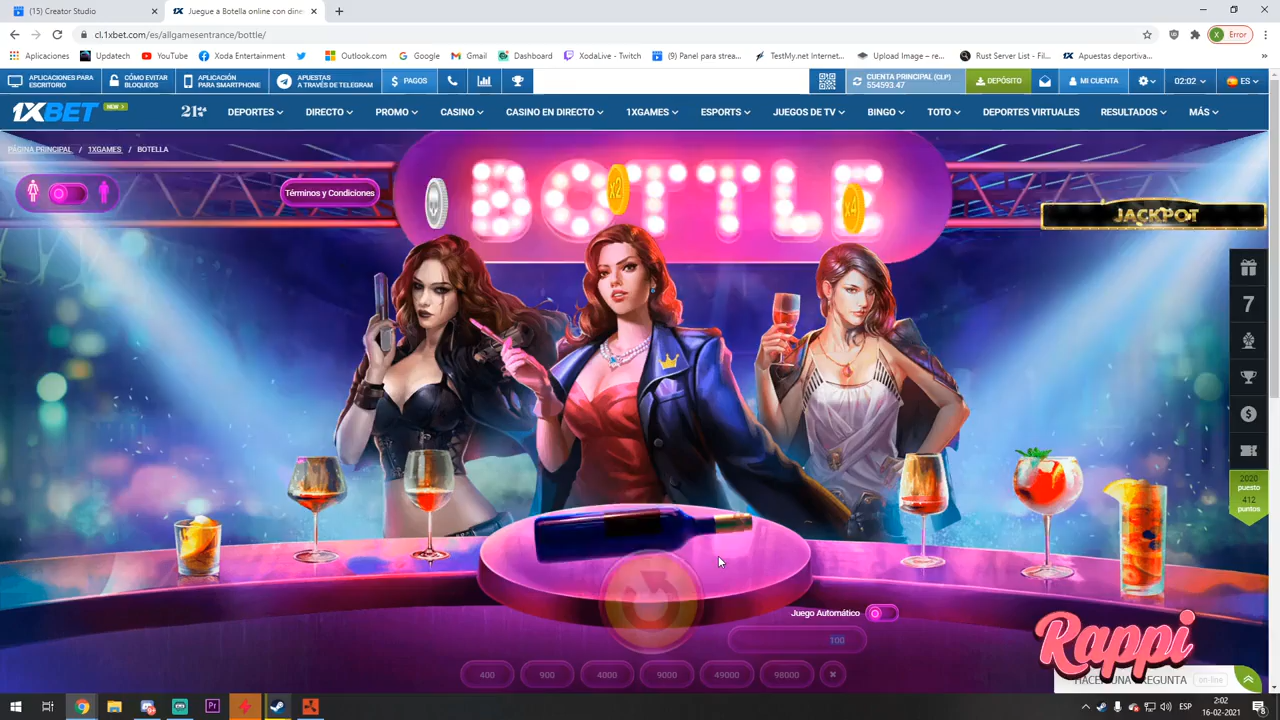 (15) Creator Studio
Juegue a Botella online con dine
cl.1xbet.com/es/allgamesentrance/bottle/
Error
Aplicaciones
Updatech
YouTube
Xoda Entertainment
Outlook.com
Google
Gmail
Dashboard
XodaLive - Twitch
(9) Panel para strea...
TestMy.net Internet...
Upload Image – re...
Rust Server List - Fil...
Apuestas deportiva...
APLICACIONES PARA ESCRITORIO
CÓMO EVITAR BLOQUEOS
APLICACIÓN PARA SMARTPHONE
APUESTAS A TRAVÉS DE TELEGRAM
$ PAGOS
CUENTA PRINCIPAL (CLP)
554593.47
DEPÓSITO
MI CUENTA
02:02
ES
1XBET
NEW
DEPORTES
DIRECTO
PROMO
CASINO
CASINO EN DIRECTO
1XGAMES
ESPORTS
JUEGOS DE TV
BINGO
TOTO
DEPORTES VIRTUALES
RESULTADOS
MÁS
PÁGINA PRINCIPAL / 1XGAMES / BOTELLA
Términos y Condiciones
BOTTLE
X2
X4
JACKPOT
7
2020
puesto
412
puntos
Juego Automático
100
400
900
4000
9000
49000
98000
Rappi
HACER UNA PREGUNTA
on-line
Pr
ESP
2:02
16-02-2021